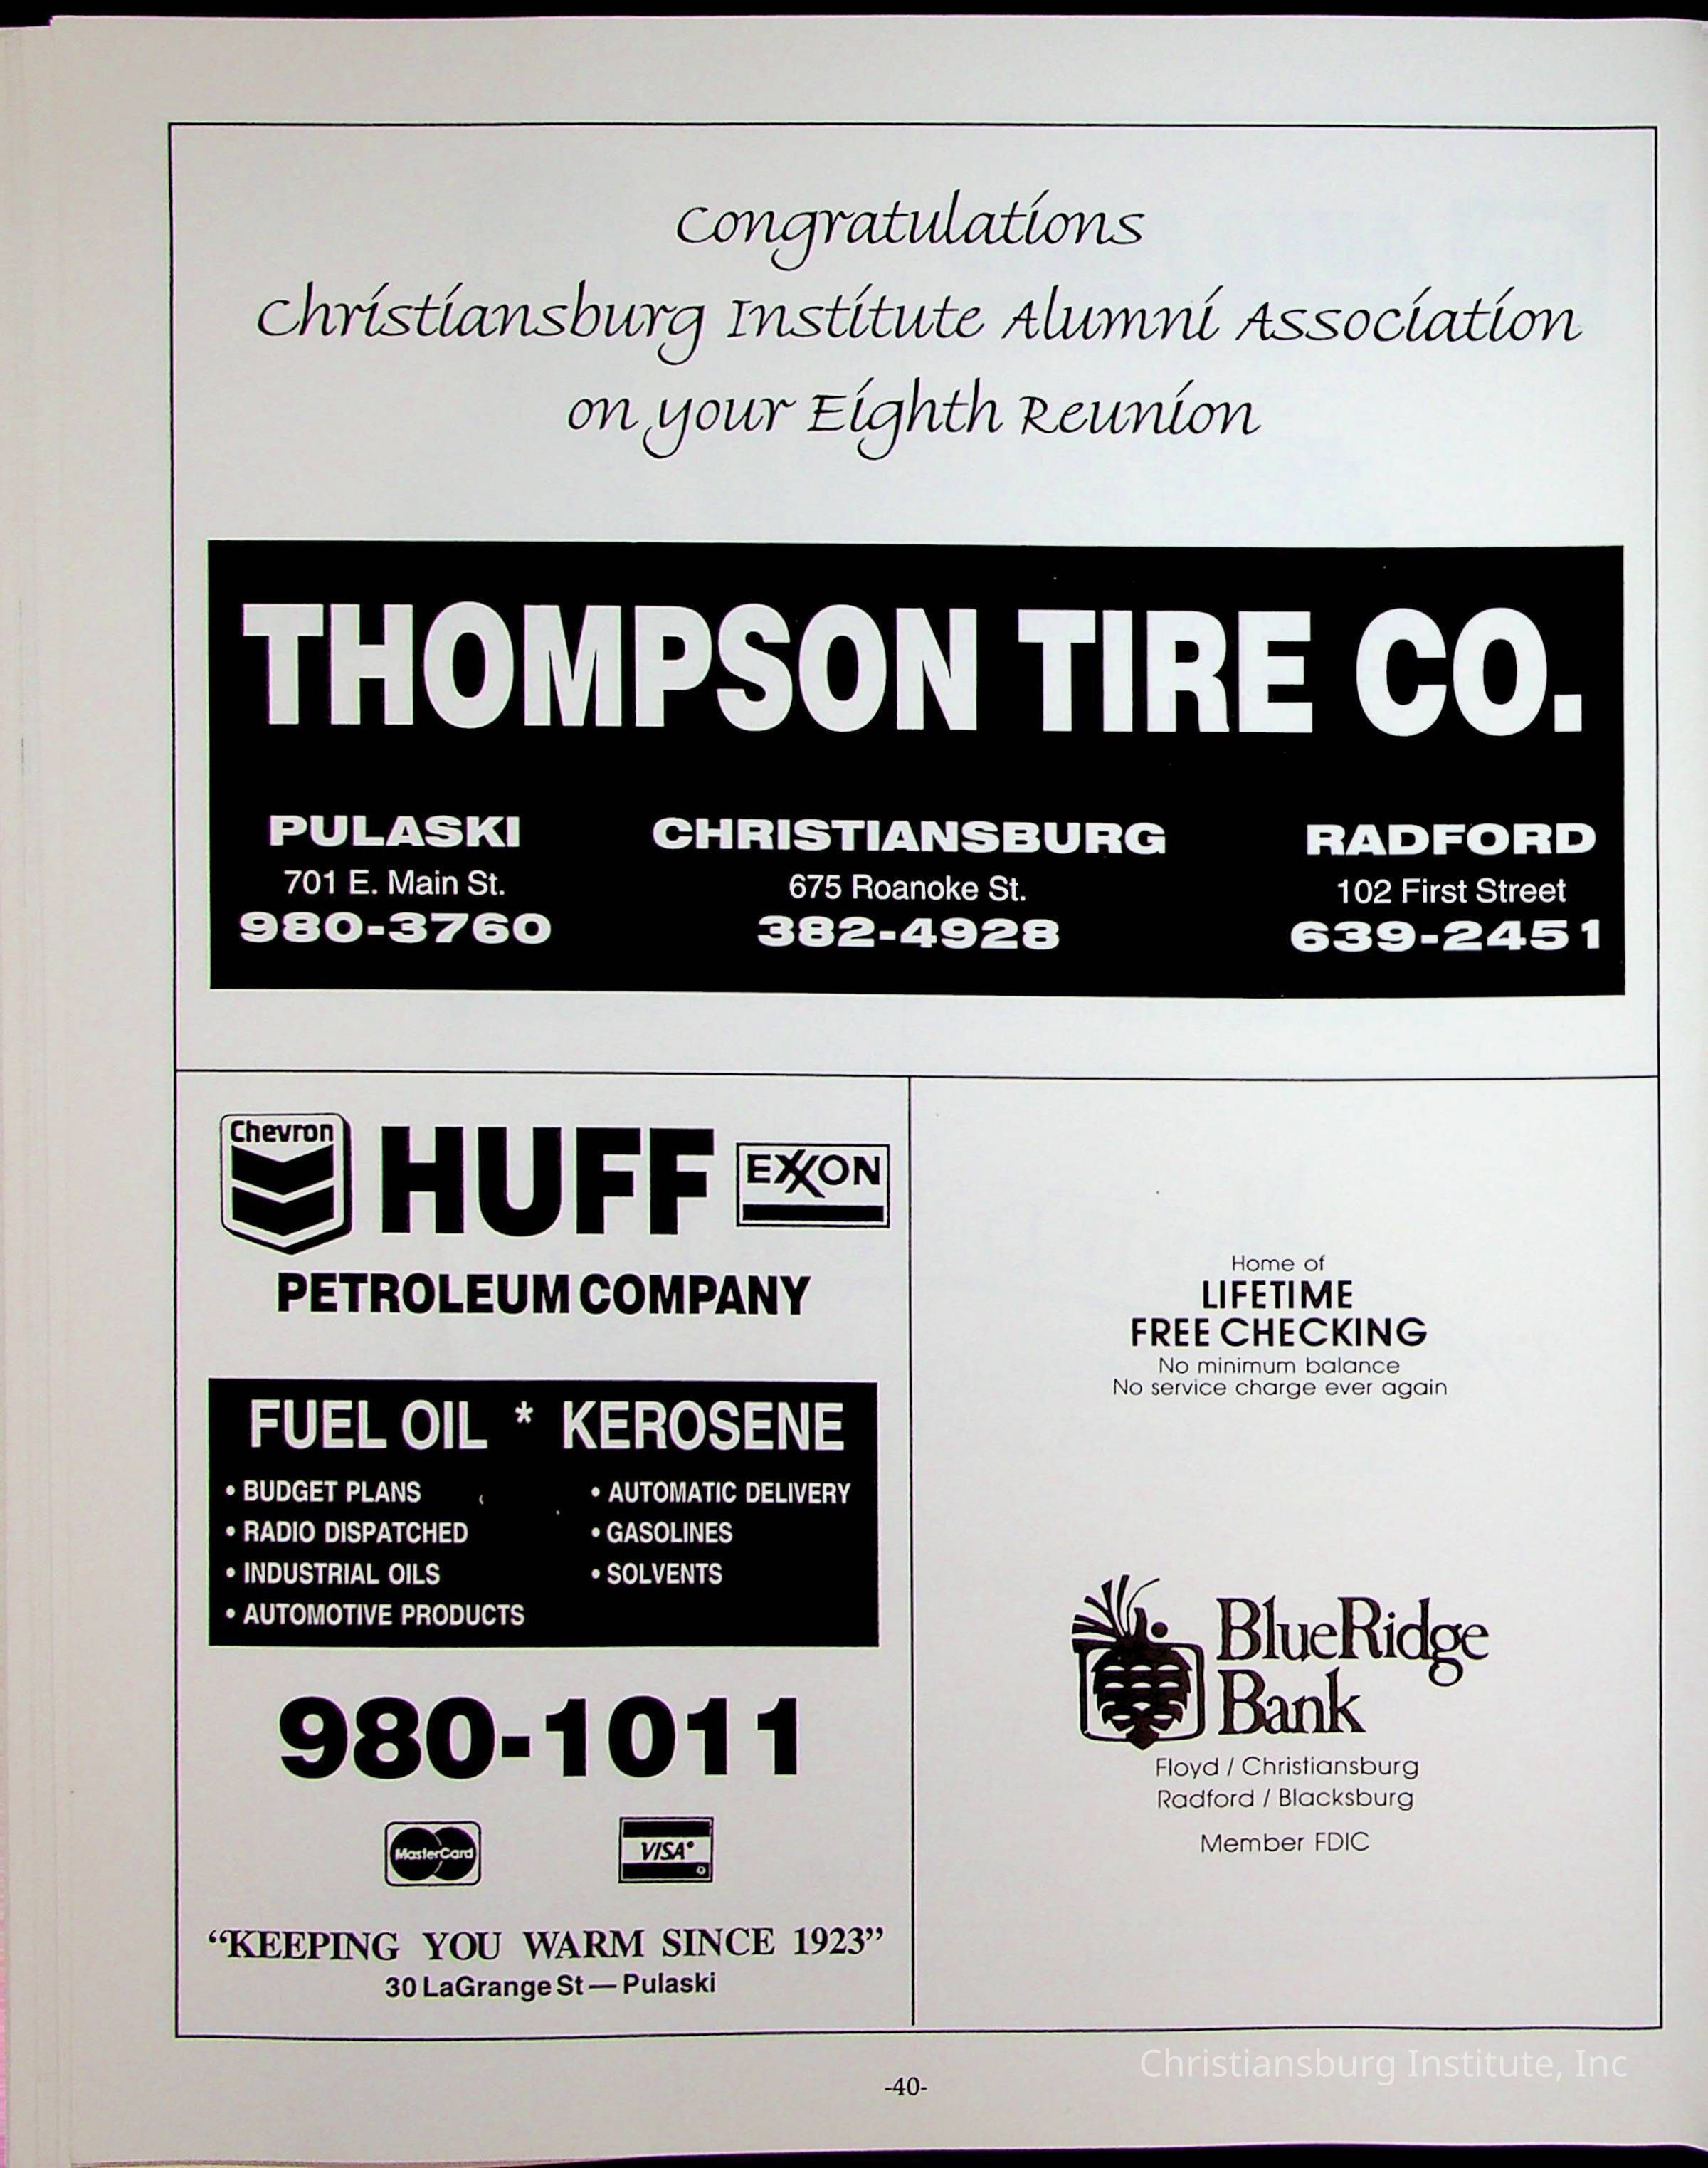 Congratulations
Christiansburg Institute Alumni Association
on your Eighth Reunion
THOMPSON TIRE CO.
PULASKI
701 E. Main St.
980-3760
CHRISTIANSBURG
675 Roanoke St.
382-4928
RADFORD
102 First Street
639-2451
Chevron
HUFF
EXXON
PETROLEUM COMPANY
FUEL OIL * KEROSENE
• BUDGET PLANS
• RADIO DISPATCHED
• INDUSTRIAL OILS
• AUTOMOTIVE PRODUCTS
• AUTOMATIC DELIVERY
• GASOLINES
• SOLVENTS
980-1011
MasterCard
VISA®
“KEEPING YOU WARM SINCE 1923”
30 LaGrange St — Pulaski
Home of
LIFETIME
FREE CHECKING
No minimum balance
No service charge ever again
BlueRidge
Bank
Floyd / Christiansburg
Radford / Blacksburg
Member FDIC
Christiansburg Institute, Inc
-40-